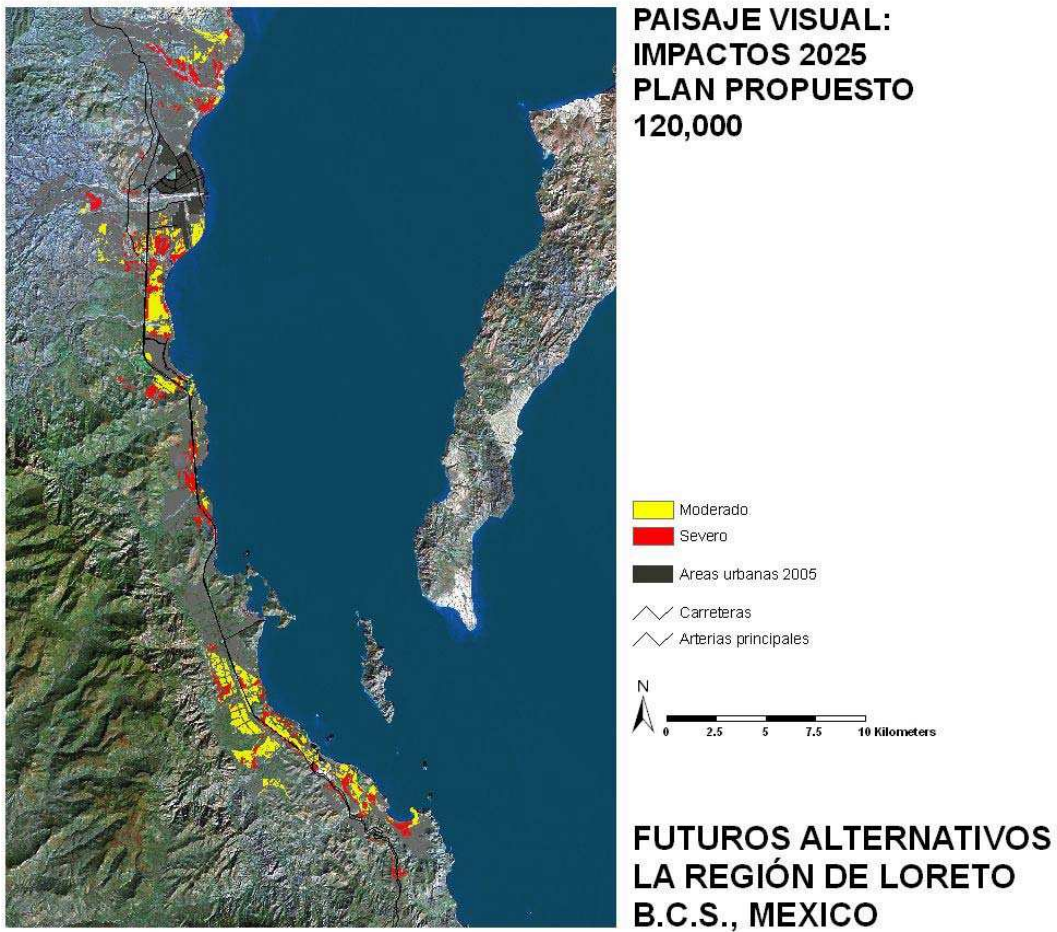 PAISAJE VISUAL:
IMPACTOS 2025
PLAN PROPUESTO
120,000
Moderado
Severo
Areas urbanas 2005
Carreteras
Arterias principales
N
0 2.5 5 7.5 10 Kilometers
FUTUROS ALTERNATIVOS
LA REGIÓN DE LORETO
B.C.S., MEXICO